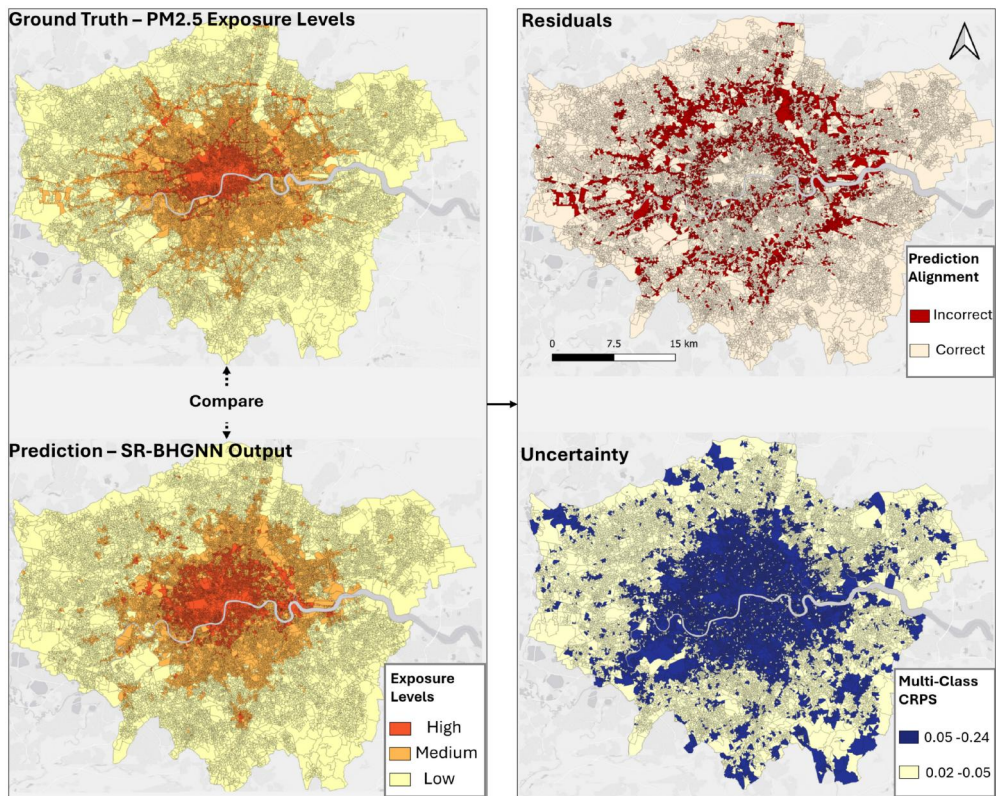 Ground Truth – PM2.5 Exposure Levels
Residuals
Prediction
Alignment
Incorrect
Correct
0 7.5 15 km
Compare
Prediction – SR-BHGNN Output
Uncertainty
Exposure
Levels
High
Medium
Low
Multi-Class
CRPS
0.05 -0.24
0.02 -0.05